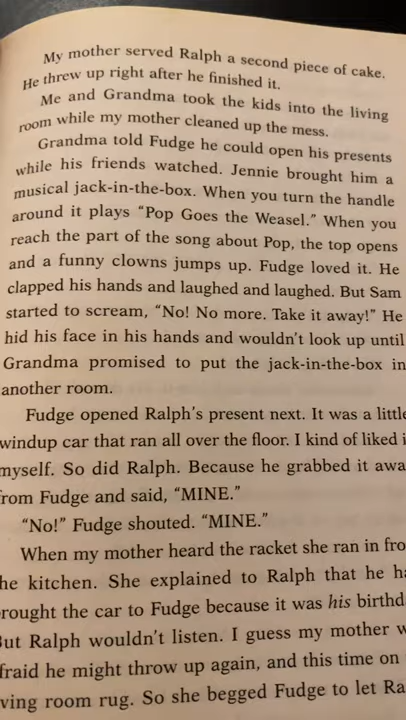 My mother served Ralph a second piece of cake.
He threw up right after he finished it.
Me and Grandma took the kids into the living
room while my mother cleaned up the mess.
Grandma told Fudge he could open his presents
while his friends watched. Jennie brought him a
musical jack-in-the-box. When you turn the handle
around it plays “Pop Goes the Weasel.” When you
reach the part of the song about Pop, the top opens
and a funny clowns jumps up. Fudge loved it. He
clapped his hands and laughed and laughed. But Sam
started to scream, “No! No more. Take it away!” He
hid his face in his hands and wouldn’t look up until
Grandma promised to put the jack-in-the-box in
another room.
Fudge opened Ralph’s present next. It was a little
windup car that ran all over the floor. I kind of liked
myself. So did Ralph. Because he grabbed it
from Fudge and said, “MINE.”
“No!” Fudge shouted. “MINE.”
When my mother heard the racket she ran in
kitchen. She explained to Ralph that he
car to Fudge because it was his
Ralph wouldn’t listen. I guess my mother
he might throw up again, and this time on
room rug. So she begged Fudge to let